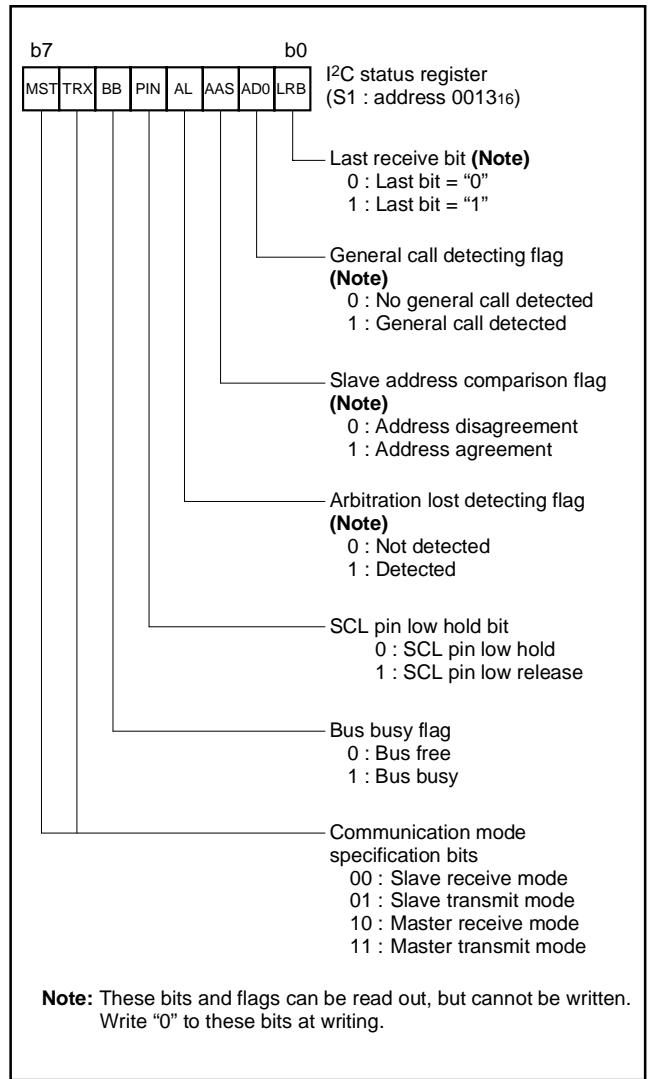 b7 b0
MST TRX BB PIN AL AAS AD0 LRB
I2C status register
(S1 : address 001316)
Last receive bit (Note)
0 : Last bit = “0”
1 : Last bit = “1”
General call detecting flag
(Note)
0 : No general call detected
1 : General call detected
Slave address comparison flag
(Note)
0 : Address disagreement
1 : Address agreement
Arbitration lost detecting flag
(Note)
0 : Not detected
1 : Detected
SCL pin low hold bit
0 : SCL pin low hold
1 : SCL pin low release
Bus busy flag
0 : Bus free
1 : Bus busy
Communication mode
specification bits
00 : Slave receive mode
01 : Slave transmit mode
10 : Master receive mode
11 : Master transmit mode
Note: These bits and flags can be read out, but cannot be written.
Write “0” to these bits at writing.